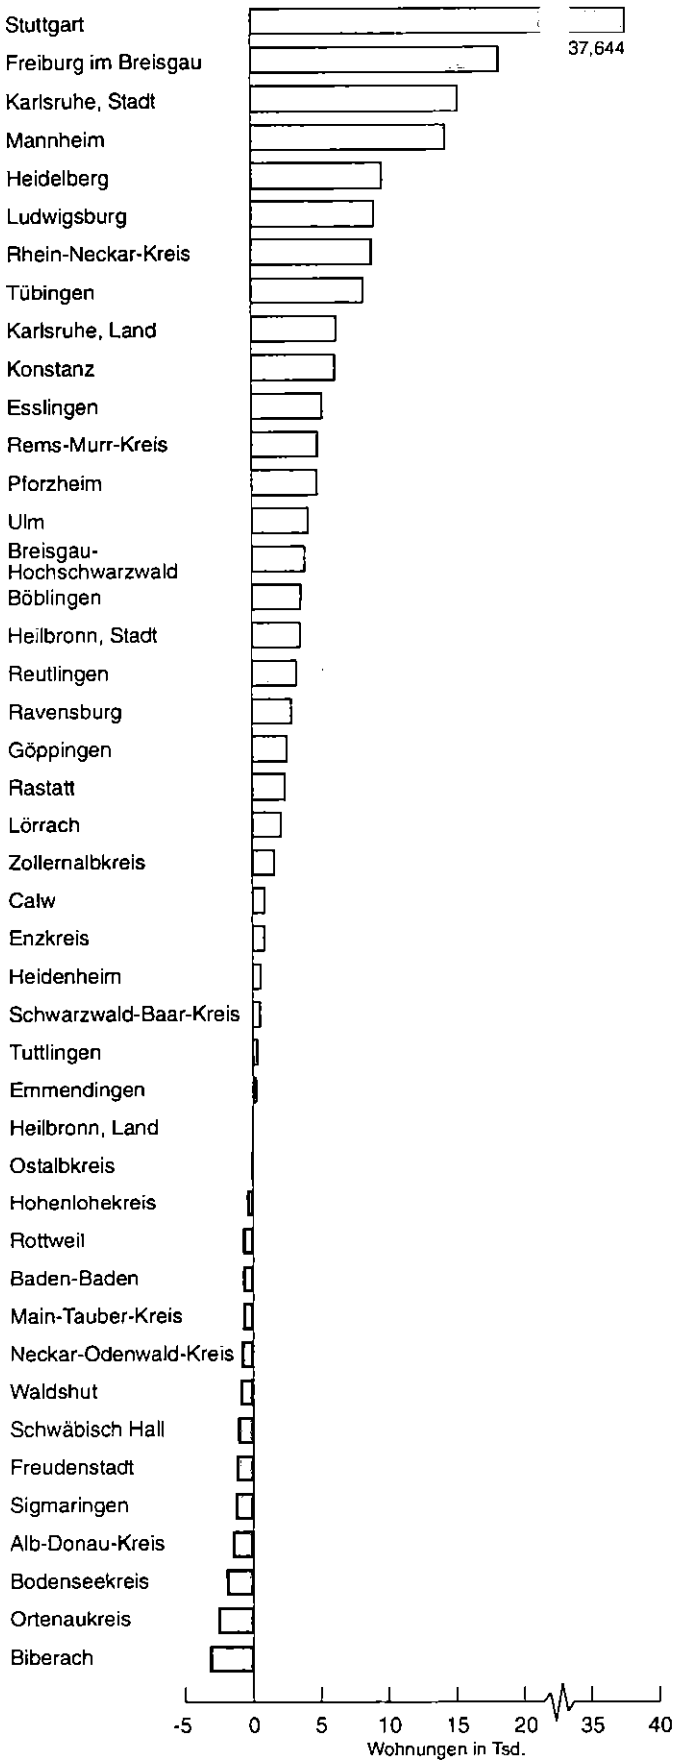 Stuttgart
37,644
Freiburg im Breisgau
Karlsruhe, Stadt
Mannheim
Heidelberg
Ludwigsburg
Rhein-Neckar-Kreis
Tübingen
Karlsruhe, Land
Konstanz
Esslingen
Rems-Murr-Kreis
Pforzheim
Ulm
Breisgau-
Hochschwarzwald
Böblingen
Heilbronn, Stadt
Reutlingen
Ravensburg
Göppingen
Rastatt
Lörrach
Zollernalbkreis
Calw
Enzkreis
Heidenheim
Schwarzwald-Baar-Kreis
Tuttlingen
Emmendingen
Heilbronn, Land
Ostalbkreis
Hohenlohekreis
Rottweil
Baden-Baden
Main-Tauber-Kreis
Neckar-Odenwald-Kreis
Waldshut
Schwäbisch Hall
Freudenstadt
Sigmaringen
Alb-Donau-Kreis
Bodenseekreis
Ortenaukreis
Biberach
-5 0 5 10 15 20 35 40
Wohnungen in Tsd.